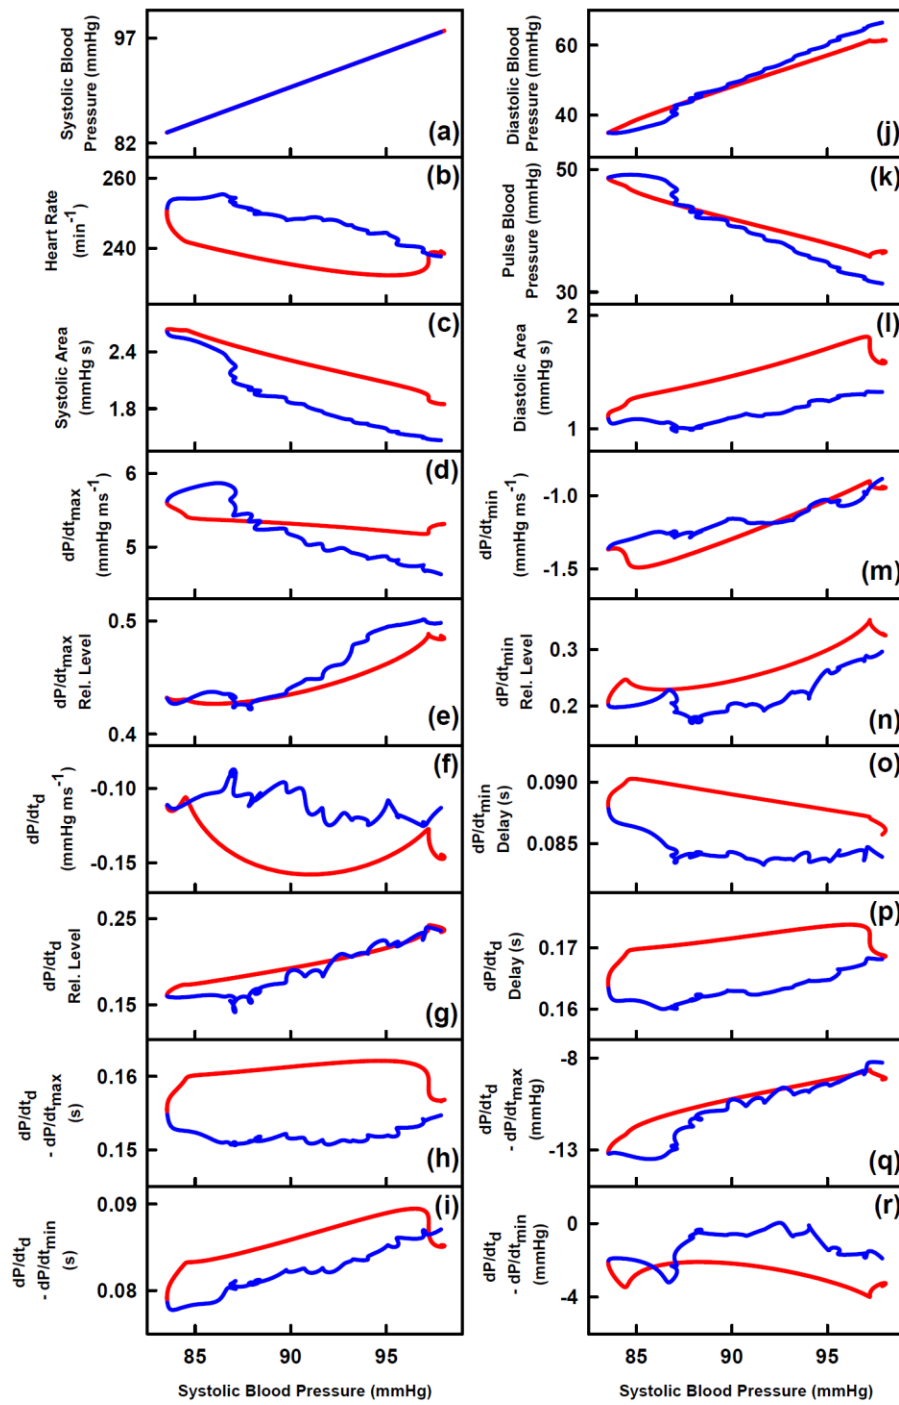 Systolic Blood
Pressure (mmHg)
97
82
(a)
Heart Rate
(min-1)
260
240
(b)
Systolic Area
(mmHg s)
2.4
1.8
(c)
dP/dtmax
(mmHg ms-1)
6
5
(d)
dP/dtmax
Rel. Level
0.5
0.4
(e)
dP/dtd
(mmHg ms-1)
-0.10
-0.15
(f)
dP/dtd
Rel. Level
0.25
0.15
(g)
dP/dtd
- dP/dtmax
(s)
0.16
0.15
(h)
dP/dtd
- dP/dtmin
(s)
0.09
0.08
(i)
85 90 95
Systolic Blood Pressure (mmHg)
Diastolic Blood
Pressure (mmHg)
60
40
(j)
Pulse Blood
Pressure (mmHg)
50
30
(k)
Diastolic Area
(mmHg s)
2
1
(l)
dP/dtmin
(mmHg ms-1)
-1.0
-1.5
(m)
dP/dtmin
Rel. Level
0.3
0.2
(n)
dP/dtmin
Delay (s)
0.090
0.085
(o)
dP/dtd
Delay (s)
0.17
0.16
(p)
dP/dtd
- dP/dtmax
(mmHg)
-8
-13
(q)
dP/dtd
- dP/dtmin
(mmHg)
0
-4
(r)
85 90 95
Systolic Blood Pressure (mmHg)